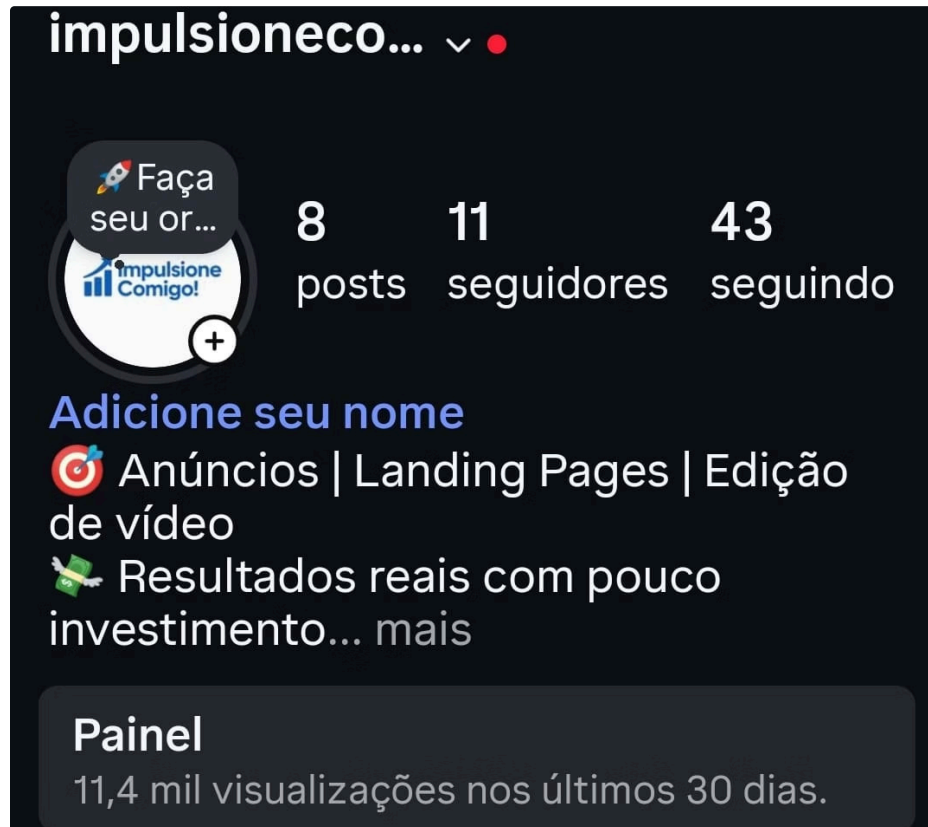 impulsioneco...
🚀Faça
seu or...
Impulsione
Comigo!
8
11
43
posts
seguidores
seguindo
Adicione seu nome
🎯 Anúncios | Landing Pages | Edição
de vídeo
💸 Resultados reais com pouco
investimento... mais
Painel
11,4 mil visualizações nos últimos 30 dias.